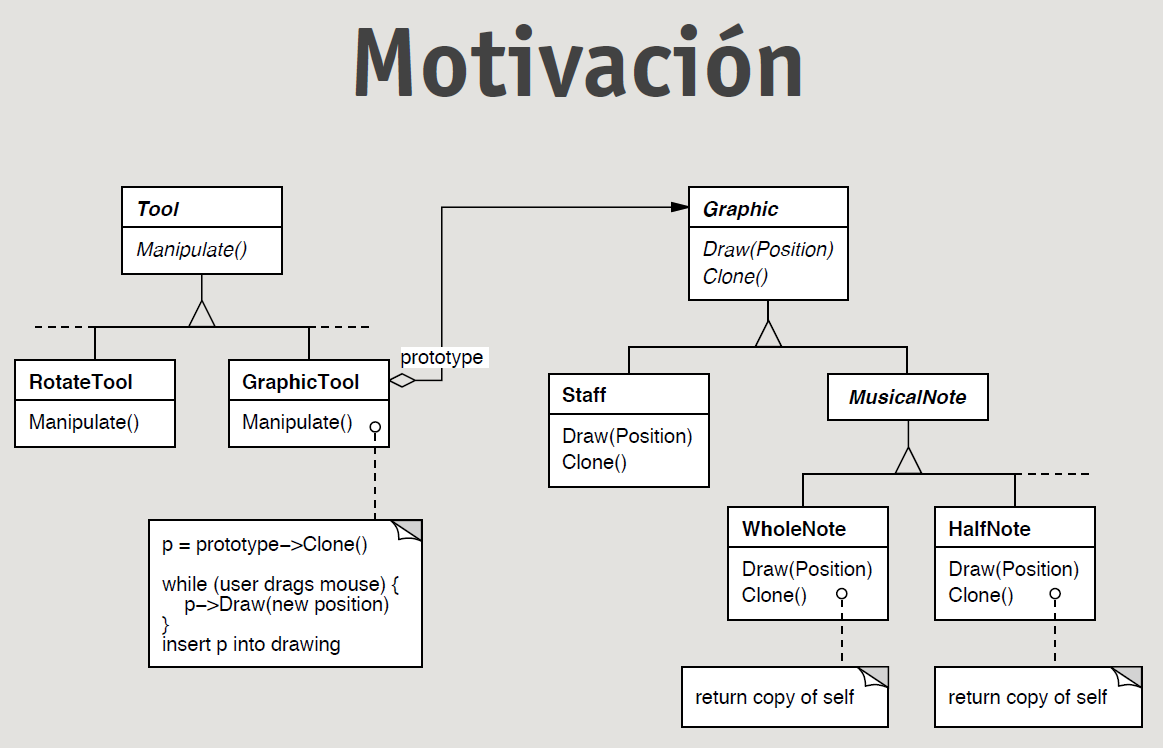 Motivación
Tool
Manipulate()
RotateTool
Manipulate()
GraphicTool
Manipulate()
prototype
p = prototype->Clone()
while (user drags mouse) {
p->Draw(new position)
}
insert p into drawing
Graphic
Draw(Position)
Clone()
Staff
Draw(Position)
Clone()
MusicalNote
WholeNote
Draw(Position)
Clone()
return copy of self
HalfNote
Draw(Position)
Clone()
return copy of self